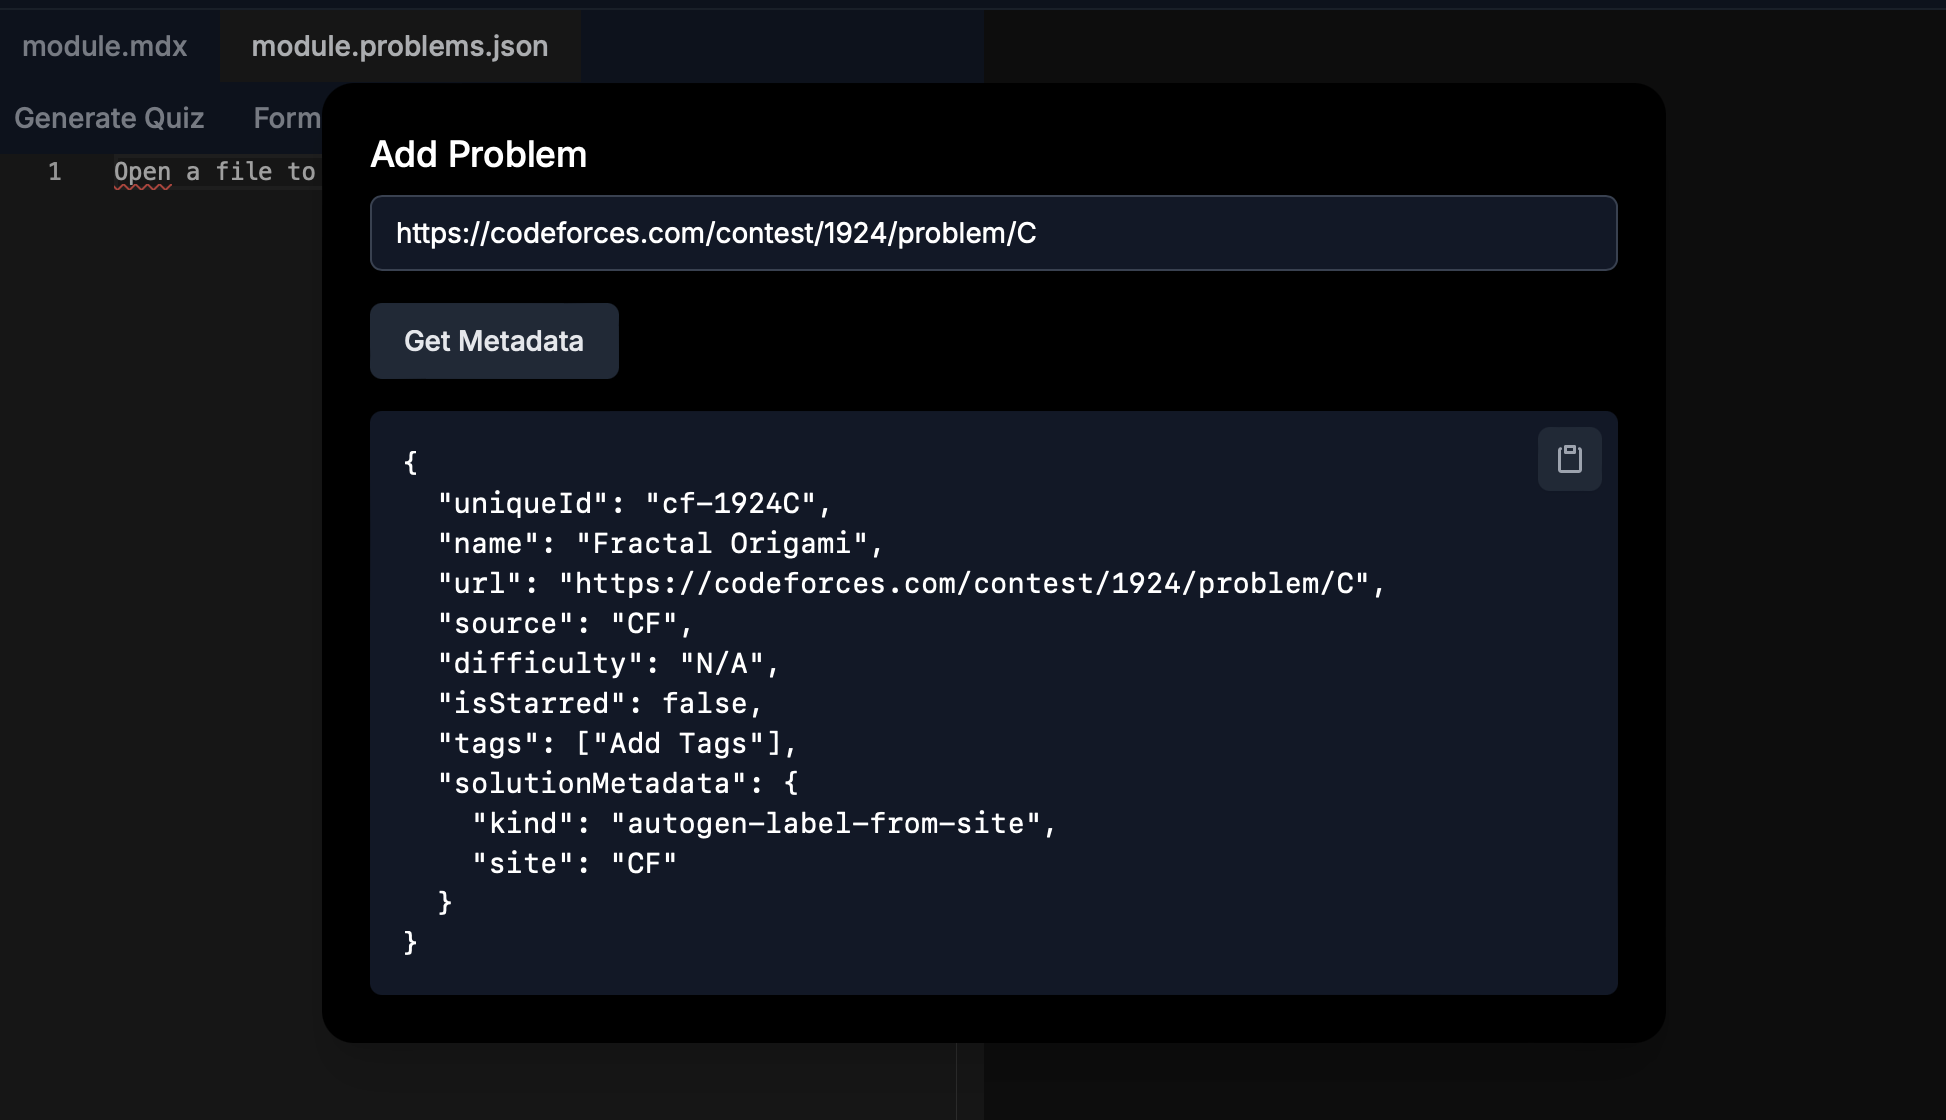 module.mdx
module.problems.json
Generate Quiz
Form
1 Open a file to
Add Problem
https://codeforces.com/contest/1924/problem/C
Get Metadata
{
  "uniqueId": "cf-1924C",
  "name": "Fractal Origami",
  "url": "https://codeforces.com/contest/1924/problem/C",
  "source": "CF",
  "difficulty": "N/A",
  "isStarred": false,
  "tags": ["Add Tags"],
  "solutionMetadata": {
    "kind": "autogen-label-from-site",
    "site": "CF"
  }
}